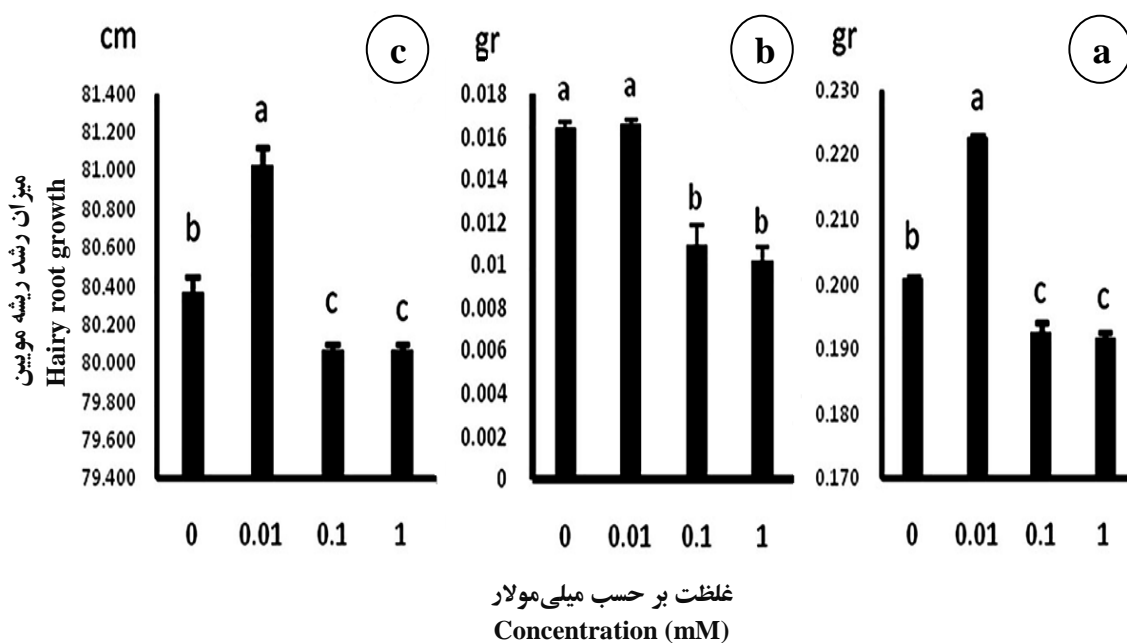 cm
c
81.400
81.200
81.000
80.800
80.600
80.400
80.200
80.000
79.800
79.600
79.400
b
a
c
c
0 0.01 0.1 1
gr
b
0.018
0.016
0.014
0.012
0.01
0.008
0.006
0.004
0.002
0
a
a
b
b
0 0.01 0.1 1
gr
a
0.230
0.220
0.210
0.200
0.190
0.180
0.170
b
a
c
c
0 0.01 0.1 1
میزان رشد ریشه مویین
Hairy root growth
غلظت بر حسب میلی‌مولار
Concentration (mM)